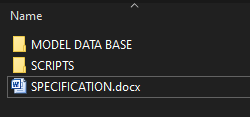 Name
MODEL DATA BASE
SCRIPTS
SPECIFICATION.docx